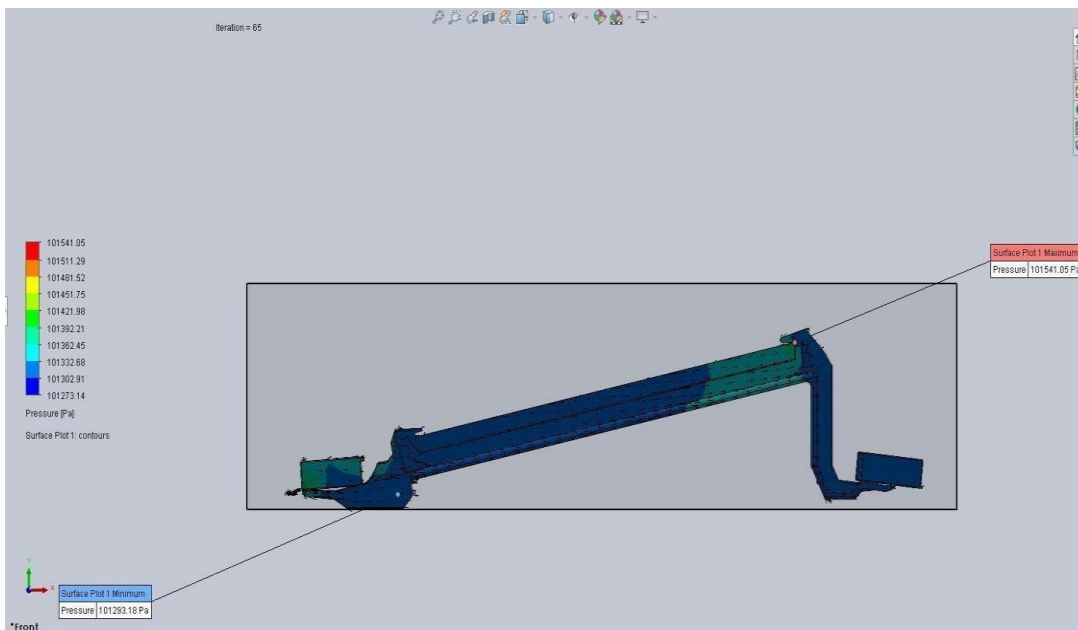 Iteration = 65
101541.05
101511.29
101481.52
101451.75
101421.98
101392.21
101362.45
101332.68
101302.91
101273.14
Pressure [Pa]
Surface Plot 1: contours
Surface Plot 1 Maximum
Pressure 101541.05 Pa
Y
X
Surface Plot 1 Minimum
Pressure 101293.18 Pa
*Front